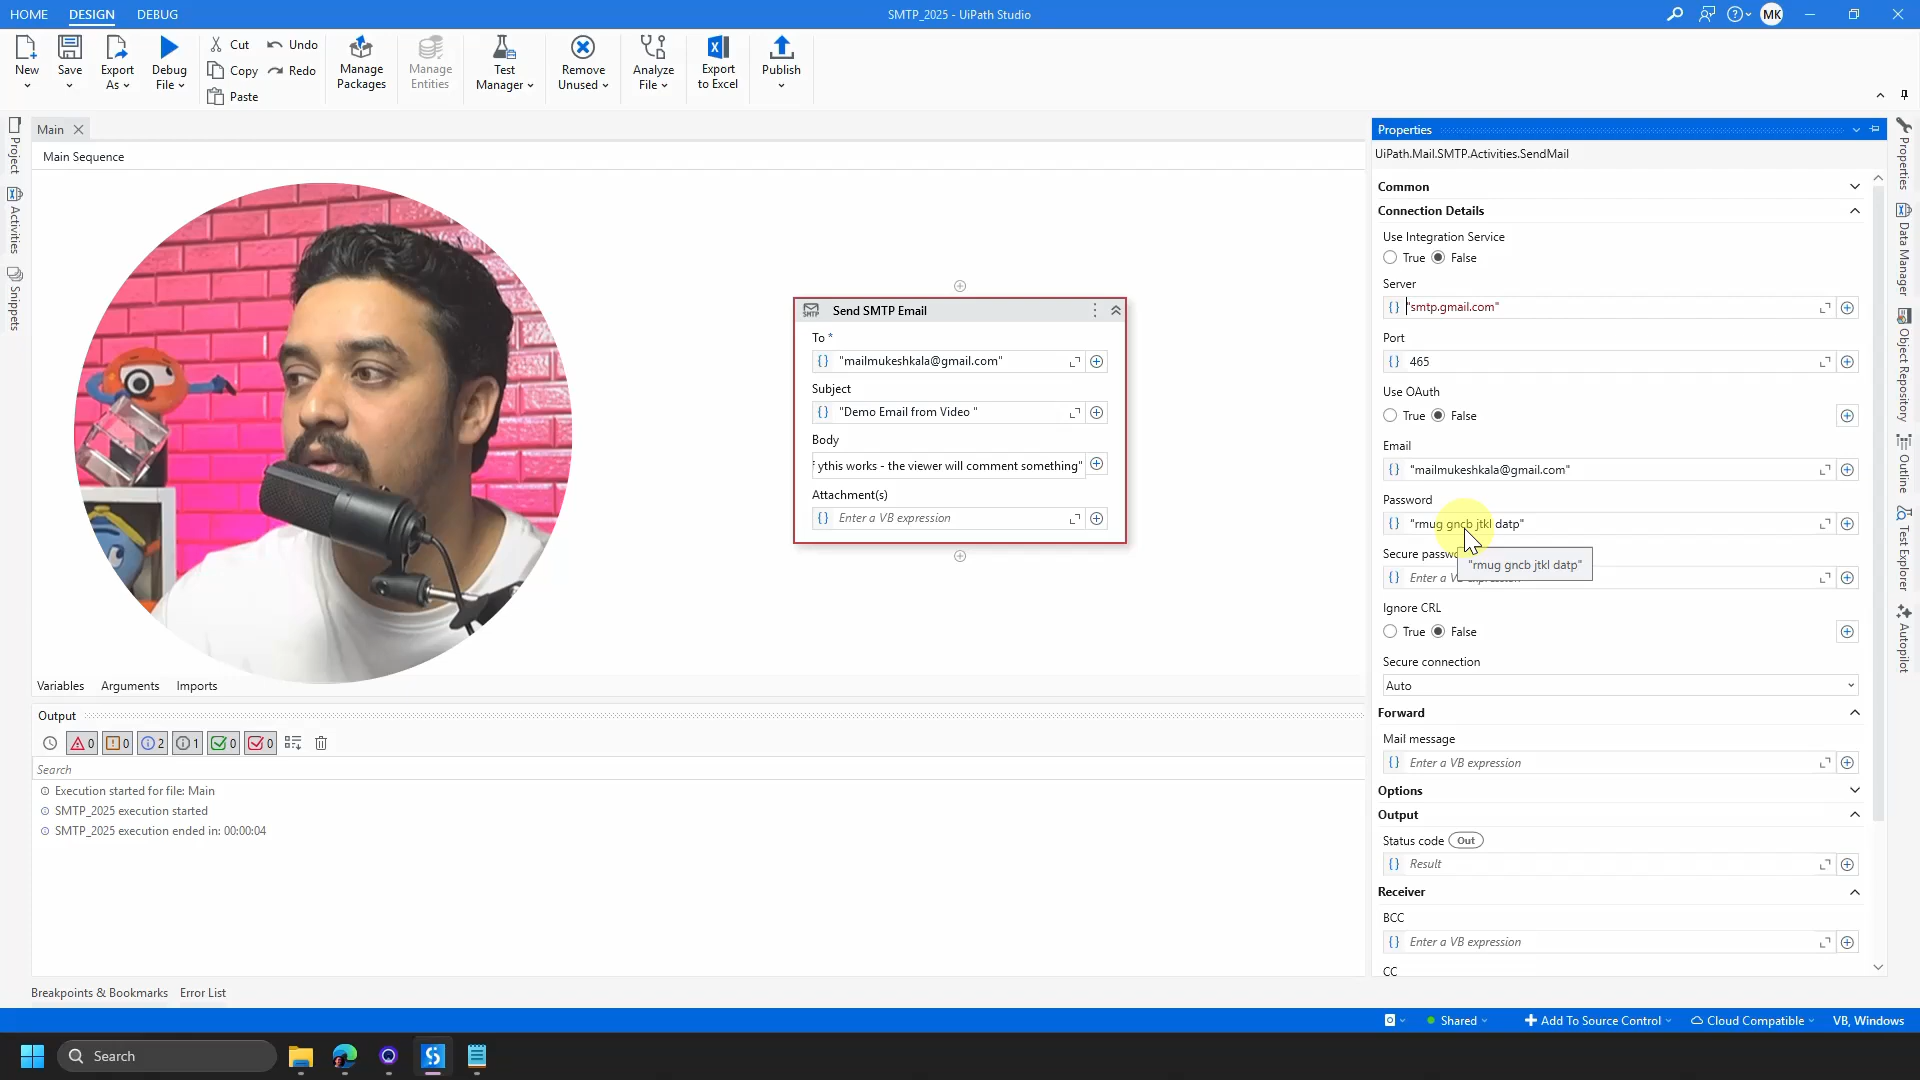 HOME DESIGN DEBUG SMTP_2025 - UiPath Studio MK
New Save Export As Debug File Cut Copy Paste Undo Redo Manage Packages Manage Entities Test Manager Remove Unused Analyze File Export to Excel Publish
Project
Activities
Snippets
Main
Main Sequence
SMTP Send SMTP Email
To *
"mailmukeshkala@gmail.com"
Subject
"Demo Email from Video "
Body
f ythis works - the viewer will comment something"
Attachment(s)
Enter a VB expression
Variables Arguments Imports
Output
0 0 2 1 0 0
Search
Execution started for file: Main
SMTP_2025 execution started
SMTP_2025 execution ended in: 00:00:04
Breakpoints & Bookmarks Error List
Properties
UiPath.Mail.SMTP.Activities.SendMail
Common
Connection Details
Use Integration Service
True False
Server
"smtp.gmail.com"
Port
465
Use OAuth
True False
Email
"mailmukeshkala@gmail.com"
Password
"rmug gncb jtkl datp"
Secure passwo
"rmug gncb jtkl datp"
Enter a VB expression
Ignore CRL
True False
Secure connection
Auto
Forward
Mail message
Enter a VB expression
Options
Output
Status code Out
Result
Receiver
BCC
Enter a VB expression
CC
Properties
Data Manager
Object Repository
Outline
Test Explorer
Autopilot
Shared Add To Source Control Cloud Compatible VB, Windows
Search